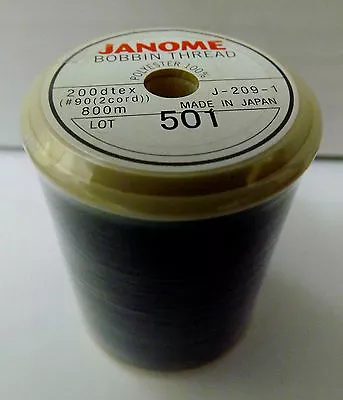 JANOME
BOBBIN THREAD
POLYESTER 100%
200dtex J-209-1
(#90(2cord)) MADE IN JAPAN
800m
LOT 501